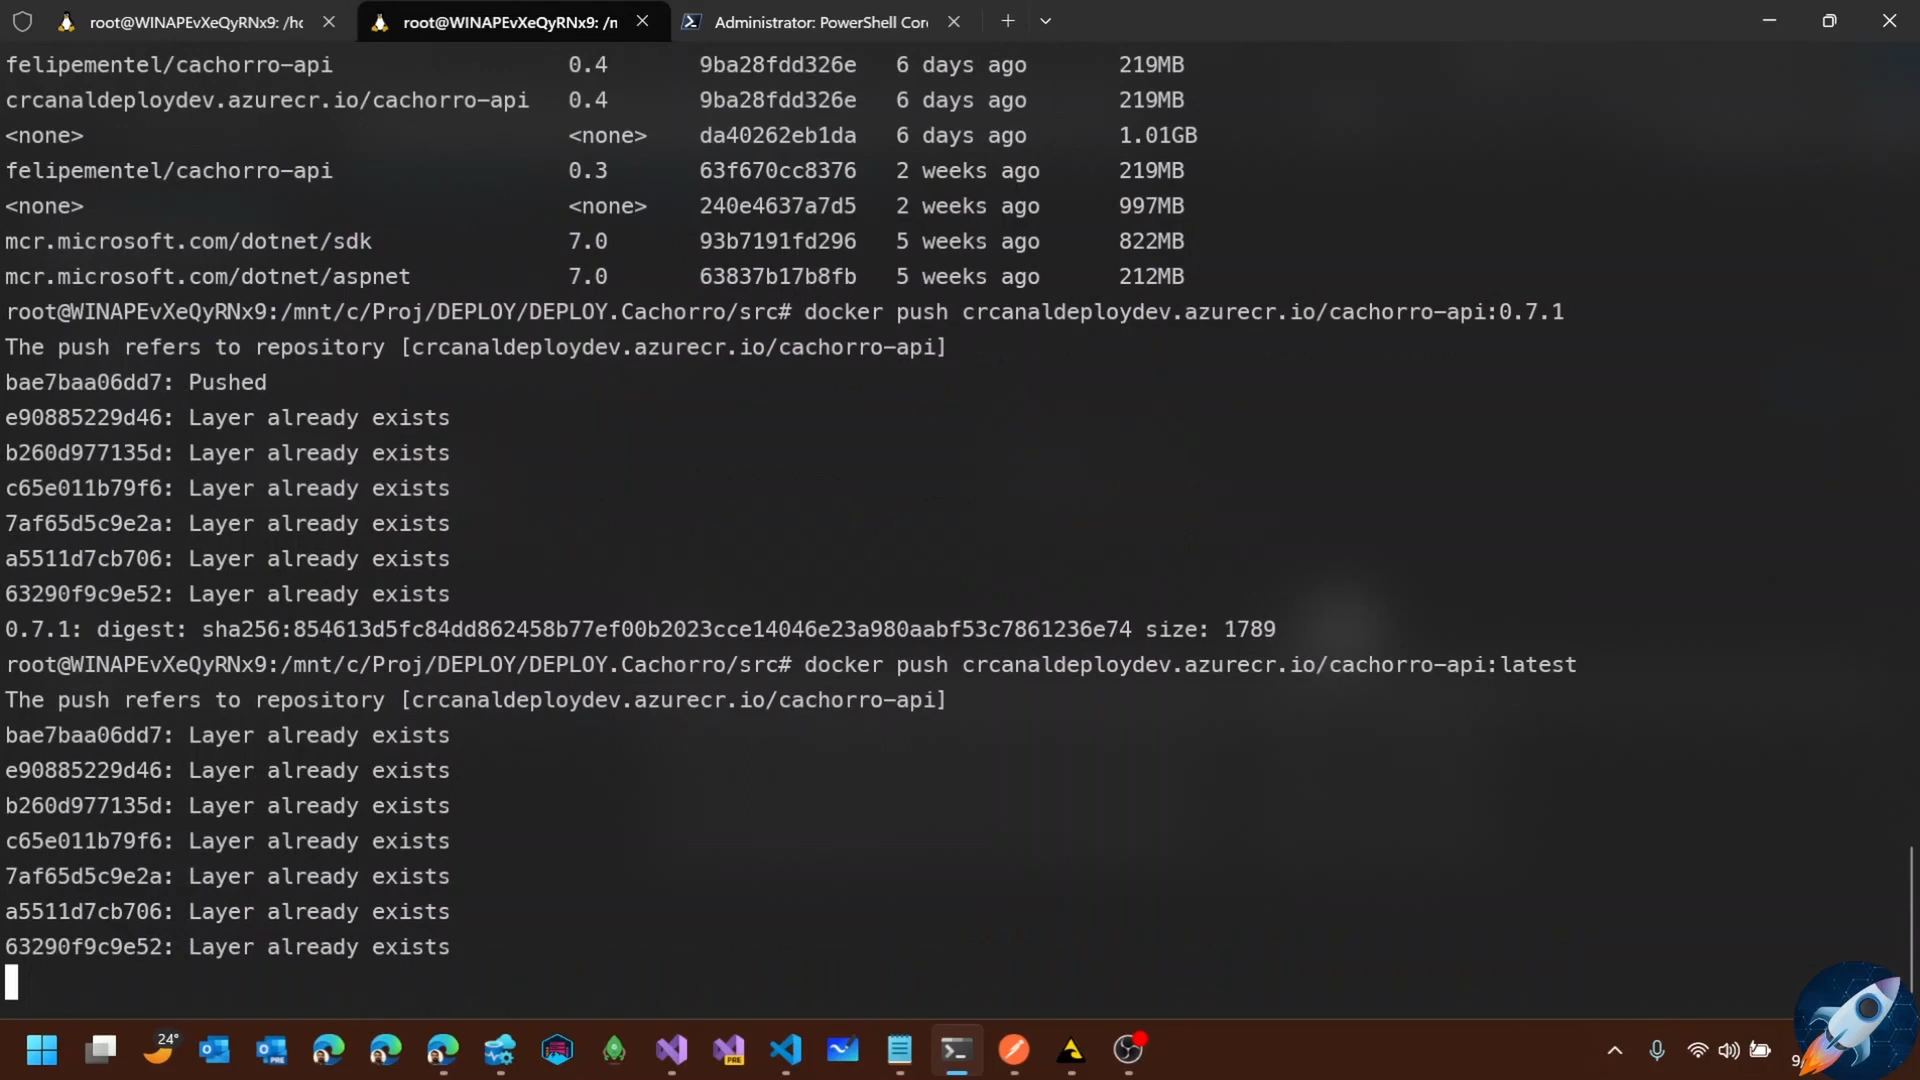 root@WINAPEvXeQyRNx9: /hc
root@WINAPEvXeQyRNx9: /n
Administrator: PowerShell Cor
felipementel/cachorro-api 0.4 9ba28fdd326e 6 days ago 219MB
crcanaldeploydev.azurecr.io/cachorro-api 0.4 9ba28fdd326e 6 days ago 219MB
<none> <none> da40262eb1da 6 days ago 1.01GB
felipementel/cachorro-api 0.3 63f670cc8376 2 weeks ago 219MB
<none> <none> 240e4637a7d5 2 weeks ago 997MB
mcr.microsoft.com/dotnet/sdk 7.0 93b7191fd296 5 weeks ago 822MB
mcr.microsoft.com/dotnet/aspnet 7.0 63837b17b8fb 5 weeks ago 212MB
root@WINAPEvXeQyRNx9:/mnt/c/Proj/DEPLOY/DEPLOY.Cachorro/src# docker push crcanaldeploydev.azurecr.io/cachorro-api:0.7.1
The push refers to repository [crcanaldeploydev.azurecr.io/cachorro-api]
bae7baa06dd7: Pushed
e90885229d46: Layer already exists
b260d977135d: Layer already exists
c65e011b79f6: Layer already exists
7af65d5c9e2a: Layer already exists
a5511d7cb706: Layer already exists
63290f9c9e52: Layer already exists
0.7.1: digest: sha256:854613d5fc84dd862458b77ef00b2023cce14046e23a980aabf53c7861236e74 size: 1789
root@WINAPEvXeQyRNx9:/mnt/c/Proj/DEPLOY/DEPLOY.Cachorro/src# docker push crcanaldeploydev.azurecr.io/cachorro-api:latest
The push refers to repository [crcanaldeploydev.azurecr.io/cachorro-api]
bae7baa06dd7: Layer already exists
e90885229d46: Layer already exists
b260d977135d: Layer already exists
c65e011b79f6: Layer already exists
7af65d5c9e2a: Layer already exists
a5511d7cb706: Layer already exists
63290f9c9e52: Layer already exists
24°
PRE
PRE